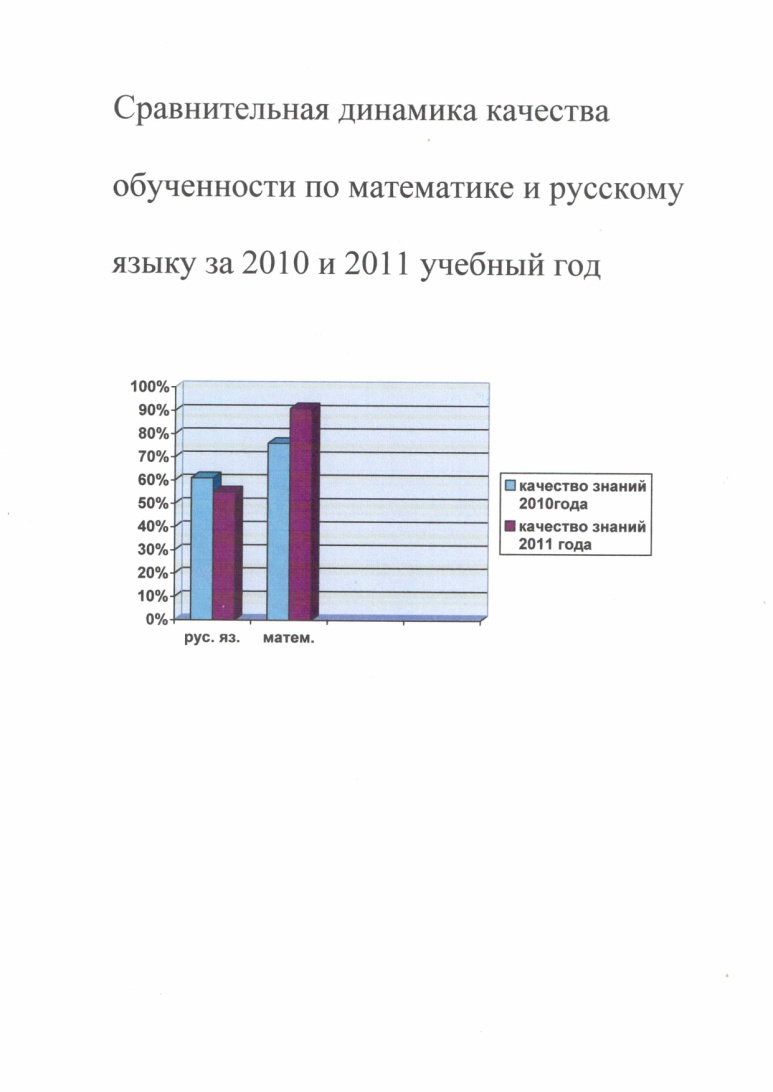 Сравнительная динамика качества
обученности по математике и русскому
языку за 2010 и 2011 учебный год
100%
90%
80%
70%
60%
50%
40%
30%
20%
10%
0%
рус. яз. матем.
качество знаний
2010года
качество знаний
2011 года